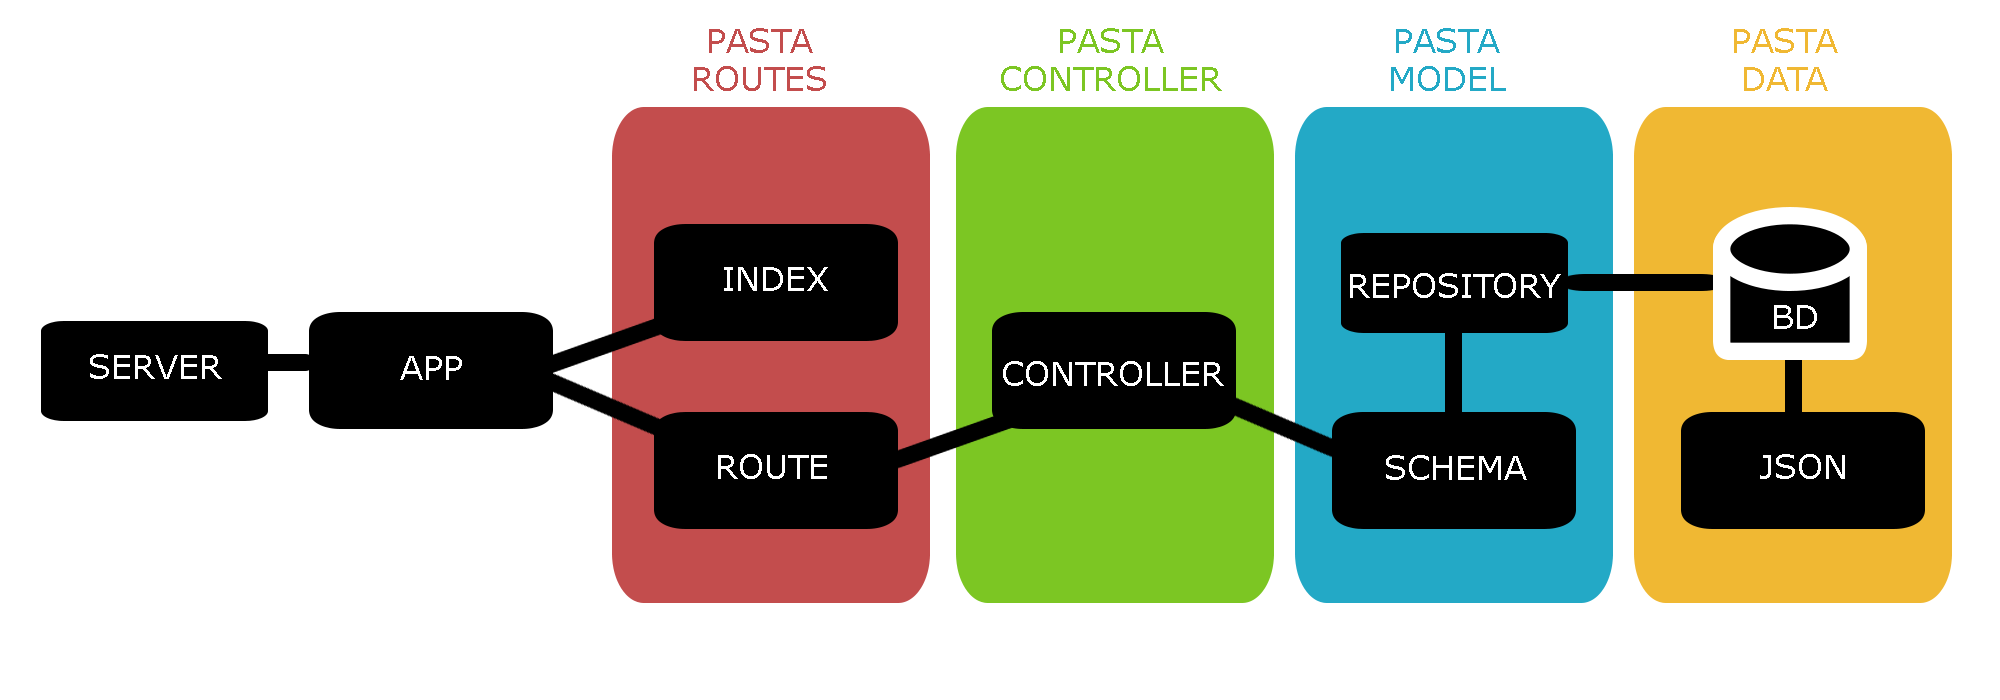 PASTA
ROUTES
PASTA
CONTROLLER
PASTA
MODEL
PASTA
DATA
SERVER
APP
INDEX
ROUTE
CONTROLLER
REPOSITORY
SCHEMA
BD
JSON